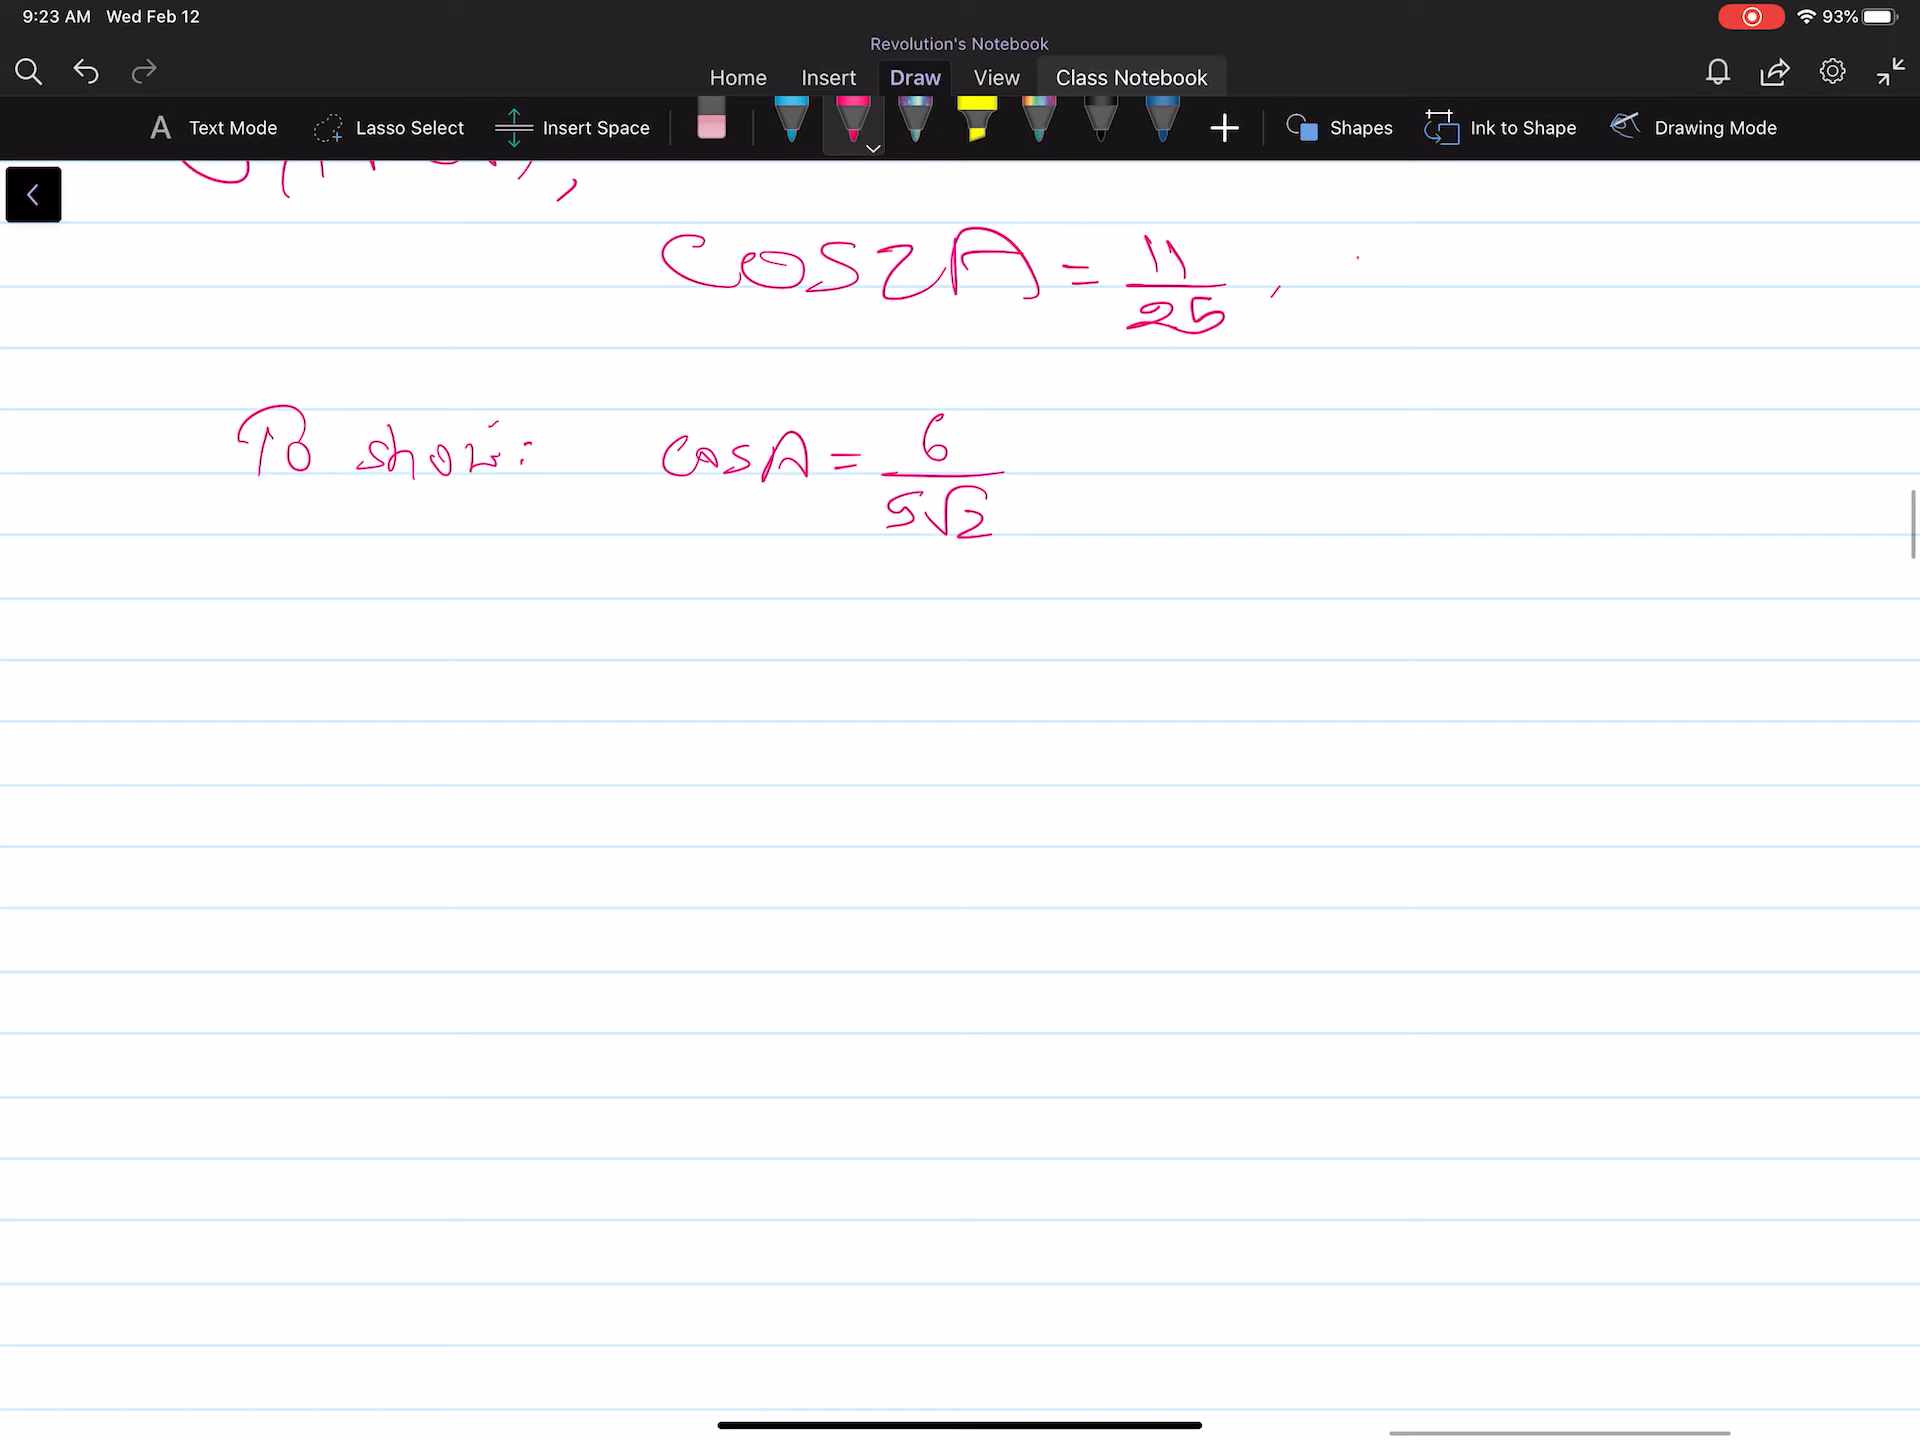 9:23 AM Wed Feb 12 93%
Revolution's Notebook
Home Insert Draw View Class Notebook
A Text Mode Lasso Select Insert Space Shapes Ink to Shape Drawing Mode
cos2A = 11/25 ,
To show: cosA = 6/5√2